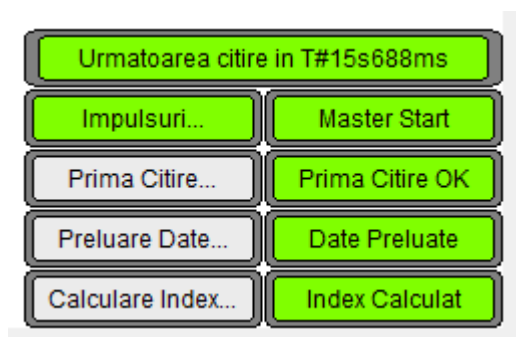 Urmatoarea citire in T#15s688ms
Impulsuri...
Master Start
Prima Citire...
Prima Citire OK
Preluare Date...
Date Preluate
Calculare Index...
Index Calculat